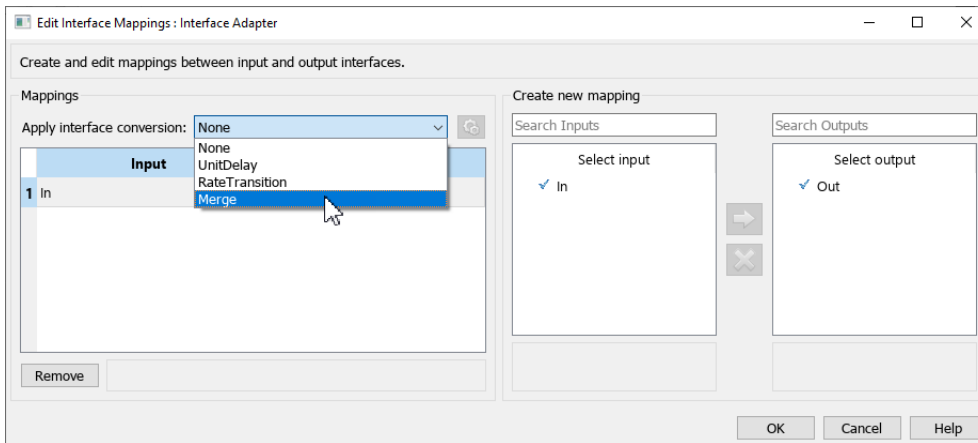 Edit Interface Mappings : Interface Adapter
Create and edit mappings between input and output interfaces.
Mappings
Apply interface conversion: None
None
UnitDelay
RateTransition
Merge
Input
1 In
Remove
Create new mapping
Search Inputs
Select input
In
Search Outputs
Select output
Out
OK Cancel Help